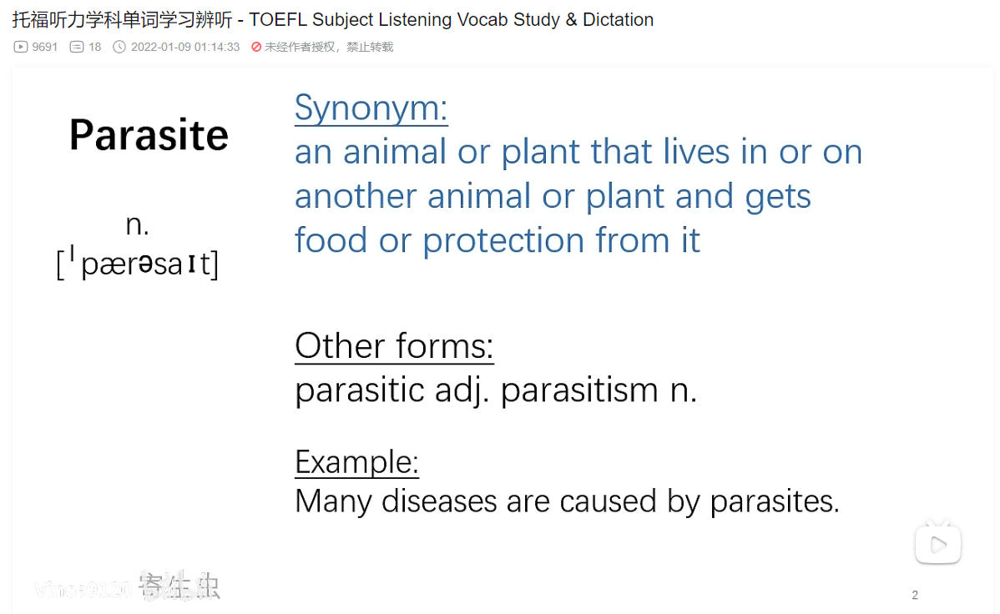 托福听力学科单词学习辨听 - TOEFL Subject Listening Vocab Study & Dictation
9691 18 2022-01-09 01:14:33 未经作者授权，禁止转载
Parasite
n.
[ˈpærəsaɪt]
Synonym:
an animal or plant that lives in or on
another animal or plant and gets
food or protection from it
Other forms:
parasitic adj. parasitism n.
Example:
Many diseases are caused by parasites.
Vince9120 寄生虫
2